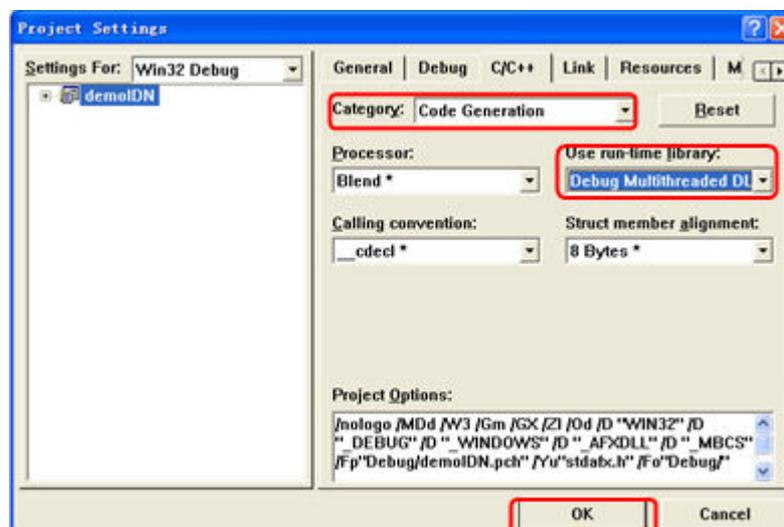 Project Settings
Settings For: Win32 Debug
demoIDN
General Debug C/C++ Link Resources M
Category: Code Generation
Reset
Processor: Use run-time library:
Blend * Debug Multithreaded DL
Calling convention: Struct member alignment:
__cdecl * 8 Bytes *
Project Options:
/nologo /MDd /W3 /Gm /GX /ZI /Od /D "WIN32" /D
"_DEBUG" /D "_WINDOWS" /D "_AFXDLL" /D "_MBCS"
/Fp"Debug/demoIDN.pch" /Yu"stdafx.h" /Fo"Debug/"
OK Cancel